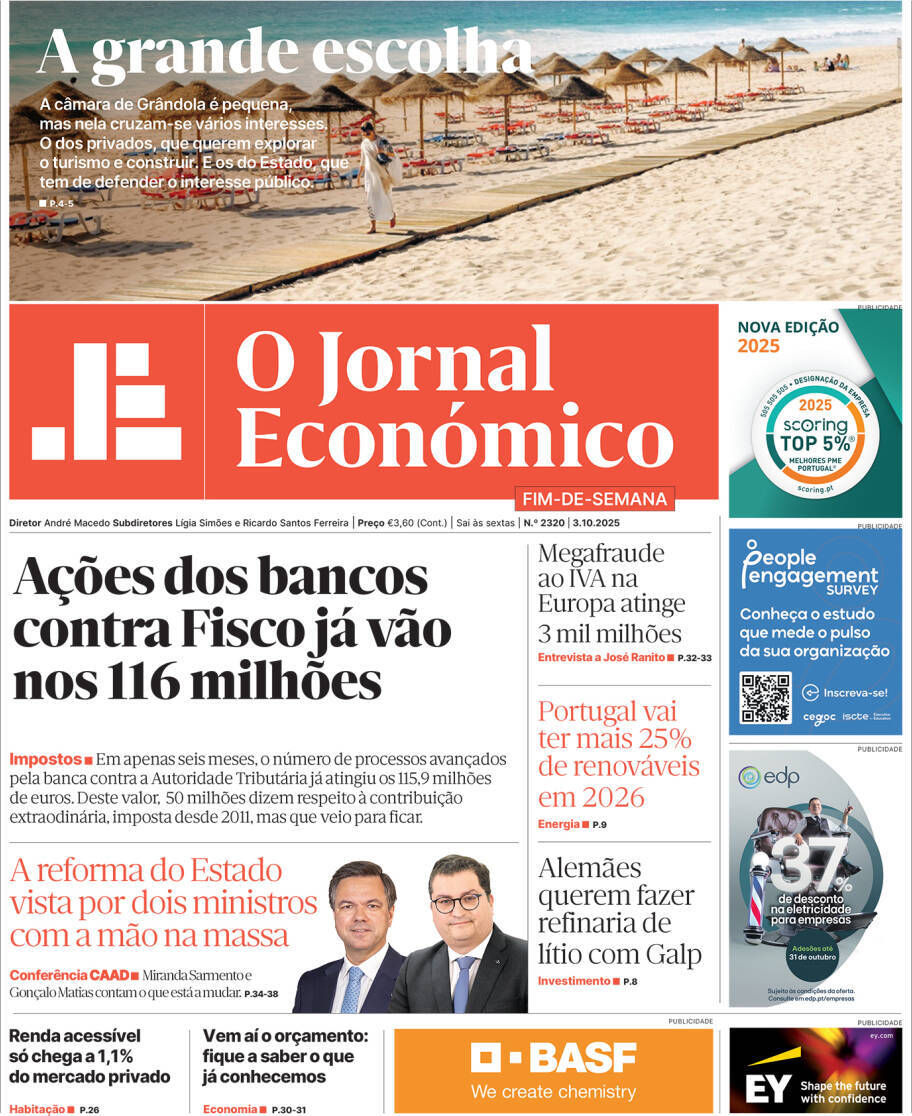 A grande escolha
A câmara de Grândola é pequena,
mas nela cruzam-se vários interesses.
O dos privados, que querem explorar
o turismo e construir. E os do Estado, que
tem de defender o interesse público.
P.4-5
PUBLICIDADE
O Jornal
Económico
FIM-DE-SEMANA
NOVA EDIÇÃO
2025
505 505 505 • DESIGNAÇÃO DA EMPRESA
2025
scoring
TOP 5%®
MELHORES PME
PORTUGAL®
scoring.pt
Diretor André Macedo Subdiretores Lígia Simões e Ricardo Santos Ferreira | Preço €3,60 (Cont.) | Sai às sextas | N.º 2320 | 3.10.2025
Ações dos bancos
contra Fisco já vão
nos 116 milhões
Impostos ■ Em apenas seis meses, o número de processos avançados
pela banca contra a Autoridade Tributária já atingiu os 115,9 milhões
de euros. Deste valor, 50 milhões dizem respeito à contribuição
extraodinária, imposta desde 2011, mas que veio para ficar.
A reforma do Estado
vista por dois ministros
com a mão na massa
Conferência CAAD ■ Miranda Sarmento e
Gonçalo Matias contam o que está a mudar. P.34-38
Megafraude
ao IVA na
Europa atinge
3 mil milhões
Entrevista a José Ranito ■ P.32-33
Portugal vai
ter mais 25%
de renováveis
em 2026
Energia ■ P.9
Alemães
querem fazer
refinaria de
lítio com Galp
Investimento ■ P.8
PUBLICIDADE
people
engagement
SURVEY
Conheça o estudo
que mede o pulso
da sua organização
Inscreva-se!
cegoc iscte Executive Education
PUBLICIDADE
edp
37%
de desconto
na eletricidade
para empresas
Adesões até
31 de outubro
Sujeito às condições da oferta.
Consulte em edp.pt/empresas
Renda acessível
só chega a 1,1%
do mercado privado
Habitação ■ P.26
Vem aí o orçamento:
fique a saber o que
já conhecemos
Economia ■ P.30-31
PUBLICIDADE
BASF
We create chemistry
PUBLICIDADE
ey.com
EY
Shape the future
with confidence